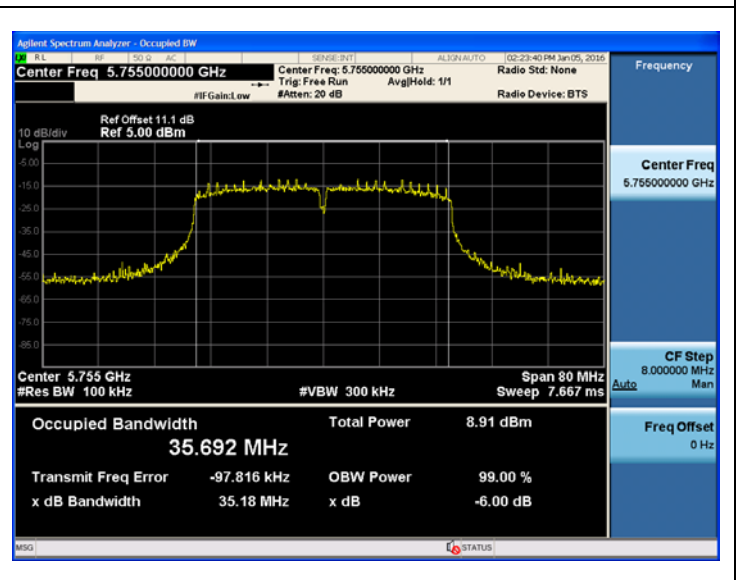 Agilent Spectrum Analyzer - Occupied BW
RL RF 50 Ω AC SENSE:INT ALIGN AUTO 02:23:40 PM Jan 05, 2016
Center Freq 5.755000000 GHz
Center Freq: 5.755000000 GHz
Radio Std: None
Trig: Free Run Avg|Hold: 1/1
#IFGain:Low #Atten: 20 dB Radio Device: BTS
Ref Offset 11.1 dB
10 dB/div Ref 5.00 dBm
Log
-5.00
-15.0
-25.0
-35.0
-45.0
-55.0
-65.0
-75.0
-85.0
Center 5.755 GHz Span 80 MHz
#Res BW 100 kHz #VBW 300 kHz Sweep 7.667 ms
Occupied Bandwidth Total Power 8.91 dBm
35.692 MHz
Transmit Freq Error -97.816 kHz OBW Power 99.00 %
x dB Bandwidth 35.18 MHz x dB -6.00 dB
MSG STATUS
Frequency
Center Freq
5.755000000 GHz
CF Step
8.000000 MHz
Auto Man
Freq Offset
0 Hz